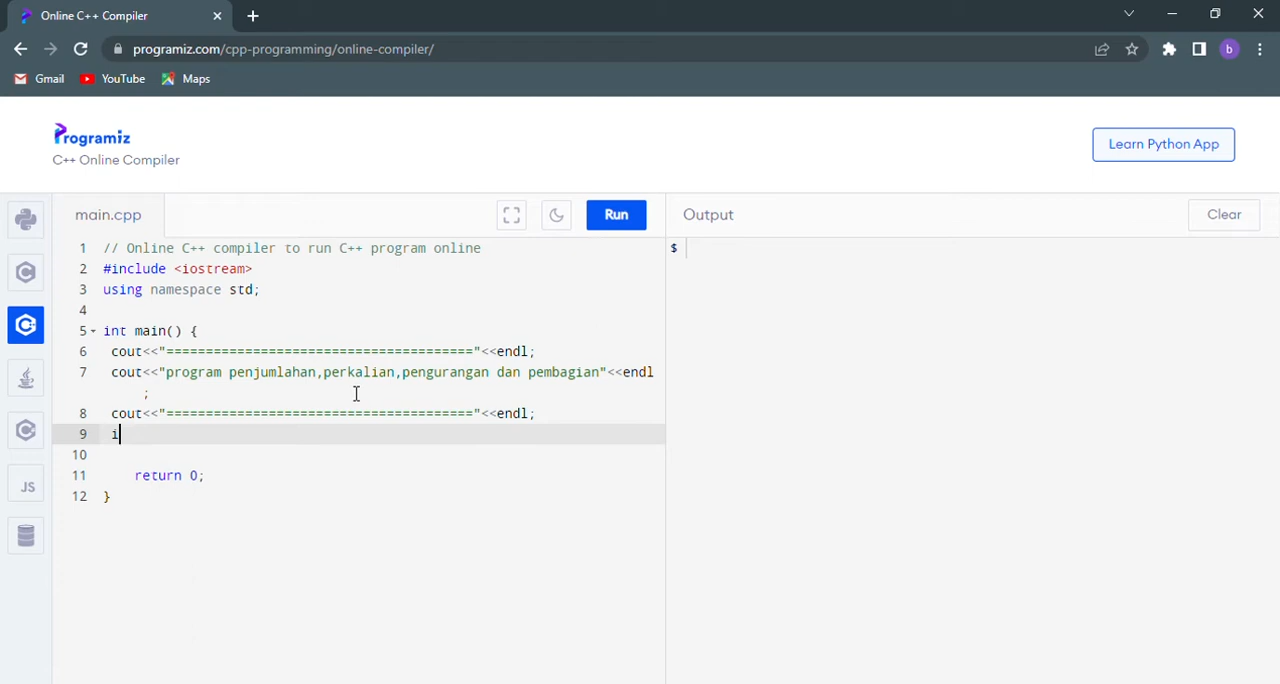 Online C++ Compiler
programiz.com/cpp-programming/online-compiler/
b
Gmail YouTube Maps
Programiz
C++ Online Compiler
Learn Python App
main.cpp
Run
Output
Clear
1 // Online C++ compiler to run C++ program online
2 #include <iostream>
3 using namespace std;
4
5 int main() {
6 cout<<"======================================="<<endl;
7 cout<<"program penjumlahan,perkalian,pengurangan dan pembagian"<<endl
;
8 cout<<"======================================="<<endl;
9 i
10
11 return 0;
12 }
$
JS